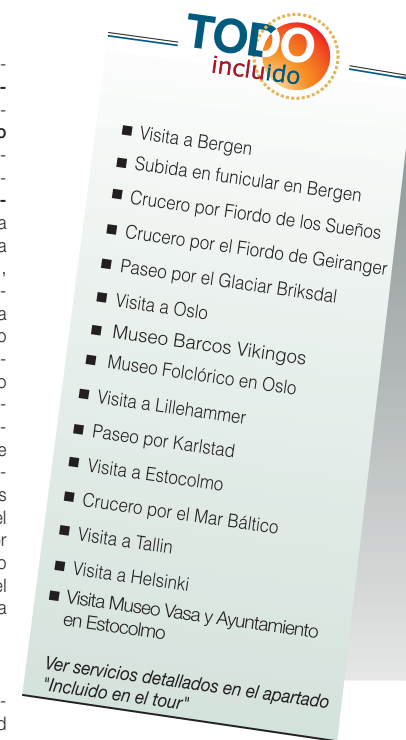 TODO
incluido
■ Visita a Bergen
■ Subida en funicular en Bergen
■ Crucero por Fiordo de los Sueños
■ Crucero por el Fiordo de Geiranger
■ Paseo por el Glaciar Briksdal
■ Visita a Oslo
■ Museo Barcos Vikingos
■ Museo Folclórico en Oslo
■ Visita a Lillehammer
■ Paseo por Karlstad
■ Visita a Estocolmo
■ Crucero por el Mar Báltico
■ Visita a Tallin
■ Visita a Helsinki
■ Visita Museo Vasa y Ayuntamiento
en Estocolmo
Ver servicios detallados en el apartado
"Incluido en el tour"